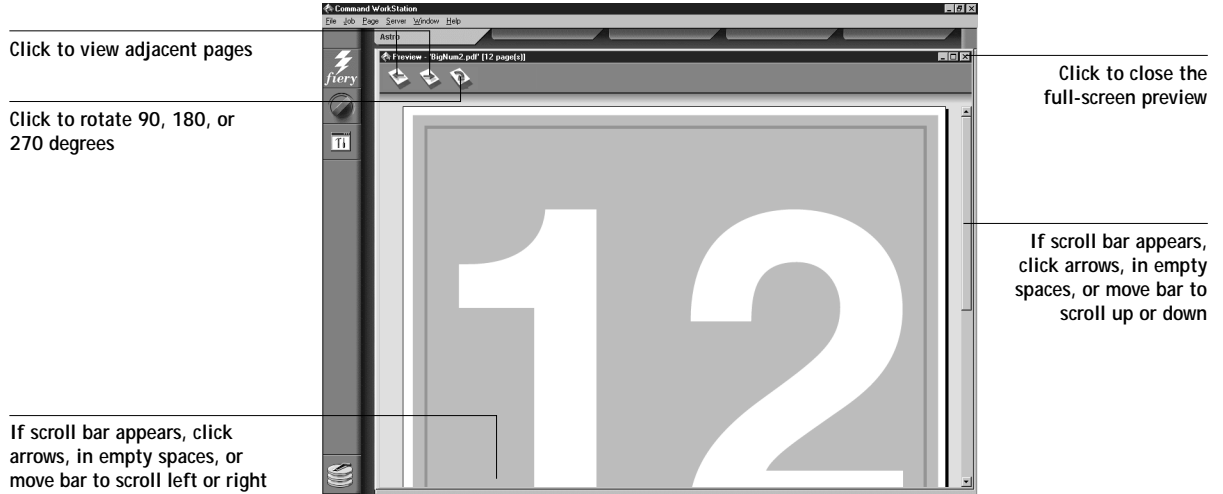 Command WorkStation
File Job Page Server Window Help
Astro
Preview - 'BigNum2.pdf' [12 page(s)]
fiery
12
Click to view adjacent pages
Click to rotate 90, 180, or
270 degrees
If scroll bar appears, click
arrows, in empty spaces, or
move bar to scroll left or right
Click to close the
full-screen preview
If scroll bar appears,
click arrows, in empty
spaces, or move bar to
scroll up or down